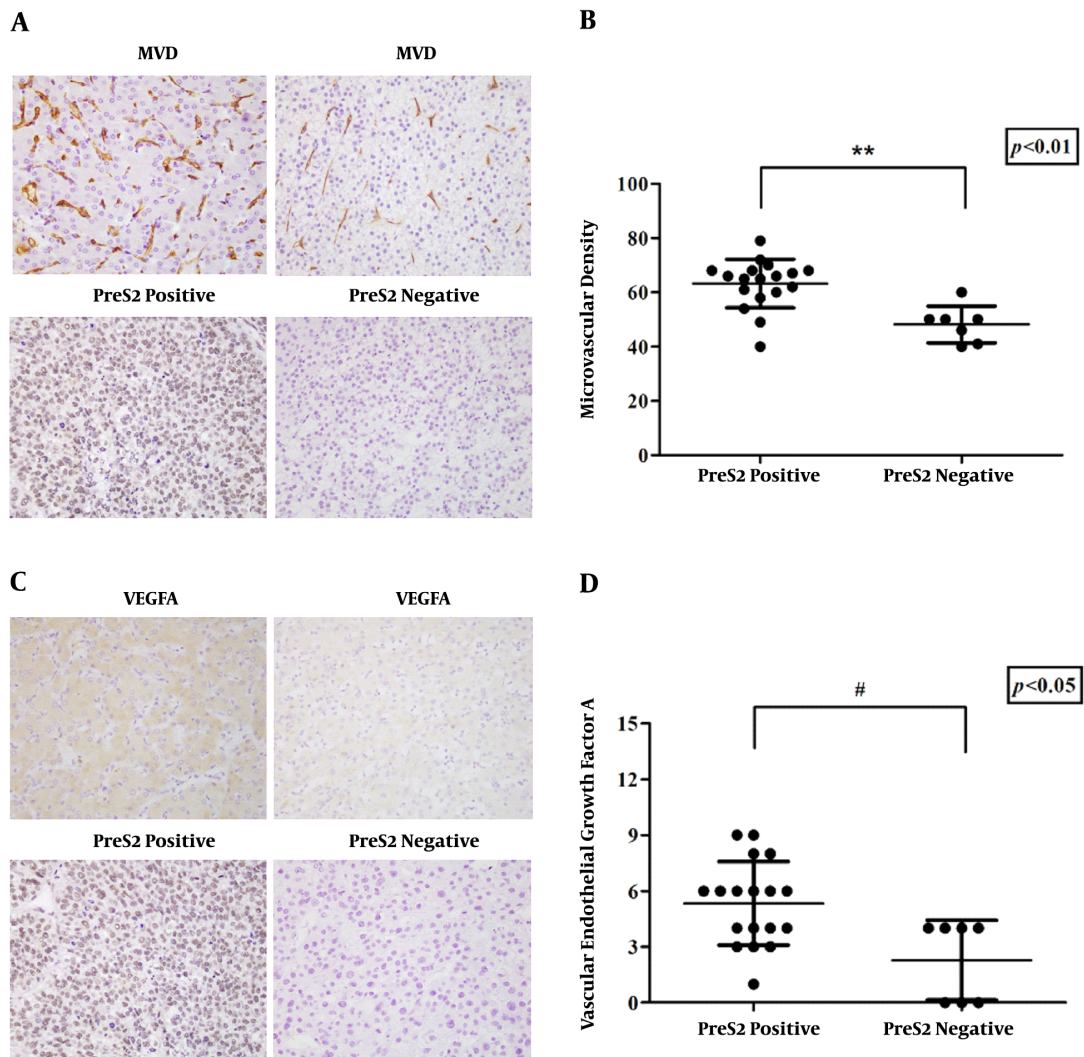 A
MVD
MVD
PreS2 Positive
PreS2 Negative
B
p<0.01
**
Microvascular Density
100
80
60
40
20
0
PreS2 Positive
PreS2 Negative
C
VEGFA
VEGFA
PreS2 Positive
PreS2 Negative
D
p<0.05
#
Vascular Endothelial Growth Factor A
15
12
9
6
3
0
PreS2 Positive
PreS2 Negative